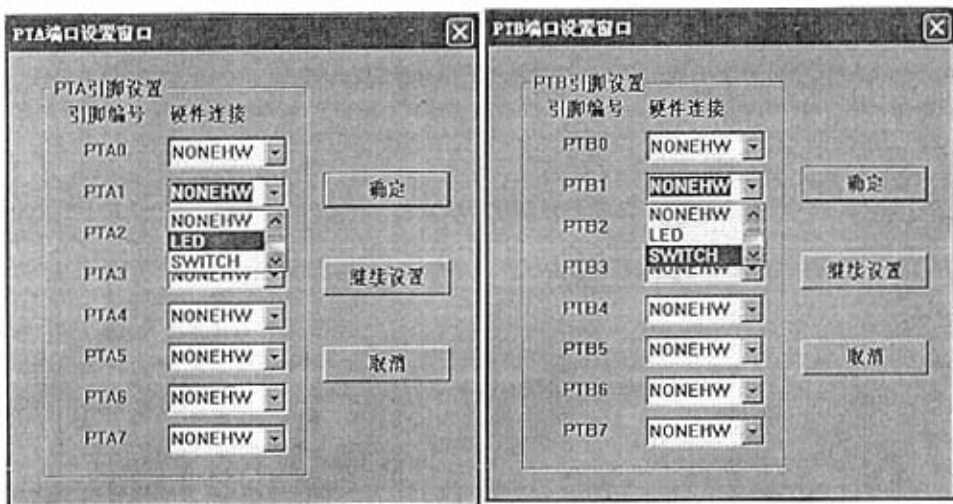 PTA端口设置窗口
PTA引脚设置
引脚编号 硬件连接
PTA0 NONEHW
PTA1 NONEHW
确定
NONEHW
PTA2 LED
SWITCH
PTA3 NONEHW
继续设置
PTA4 NONEHW
PTA5 NONEHW
取消
PTA6 NONEHW
PTA7 NONEHW
PTB端口设置窗口
PTB引脚设置
引脚编号 硬件连接
PTB0 NONEHW
PTB1 NONEHW
确定
NONEHW
PTB2 LED
SWITCH
PTB3 NONEHW
继续设置
PTB4 NONEHW
PTB5 NONEHW
取消
PTB6 NONEHW
PTB7 NONEHW